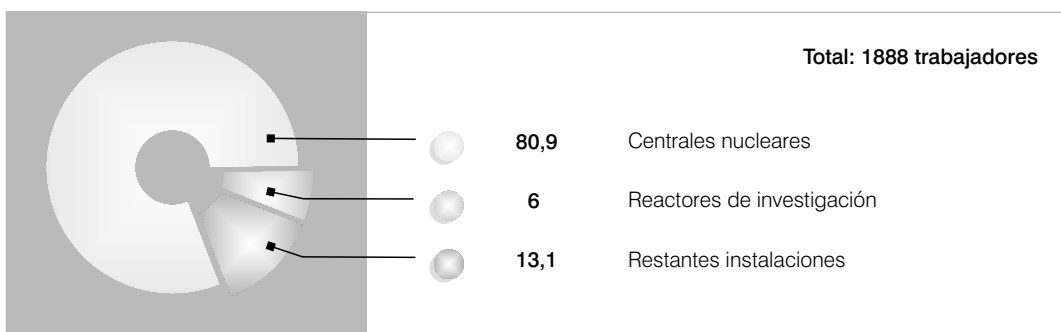 Total: 1888 trabajadores
80,9 Centrales nucleares
6 Reactores de investigación
13,1 Restantes instalaciones